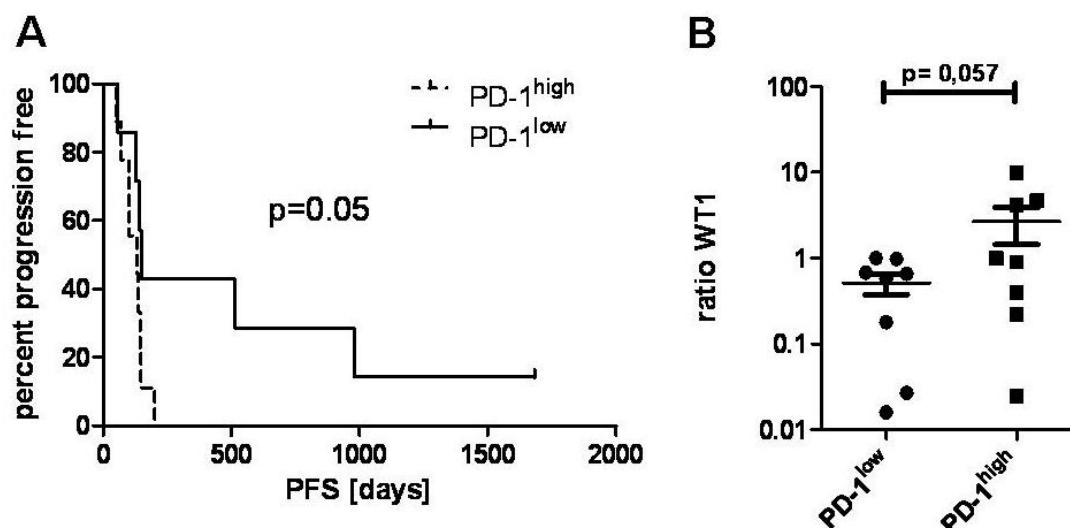 A
percent progression free
100
80
60
40
20
0
PD-1high
PD-1low
p=0.05
0 500 1000 1500 2000
PFS [days]
B
p= 0,057
ratio WT1
100
10
1
0.1
0.01
PD-1low PD-1high